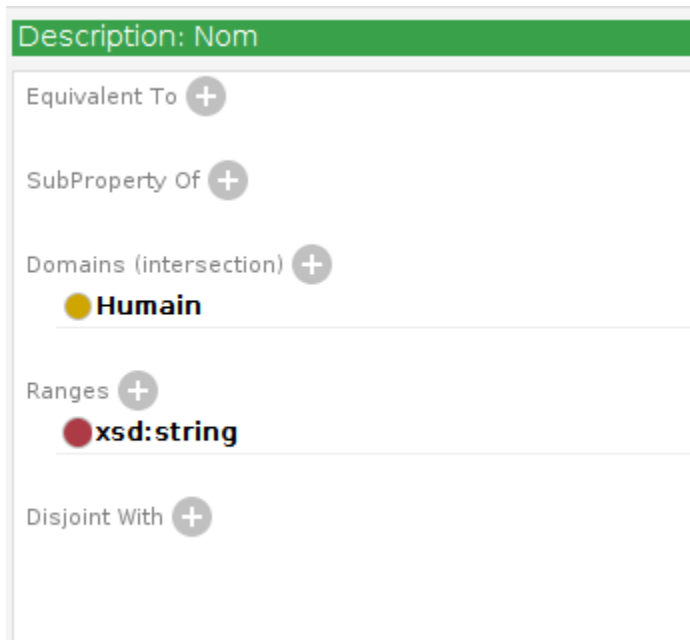 Description: Nom
Equivalent To
SubProperty Of
Domains (intersection)
Humain
Ranges
xsd:string
Disjoint With